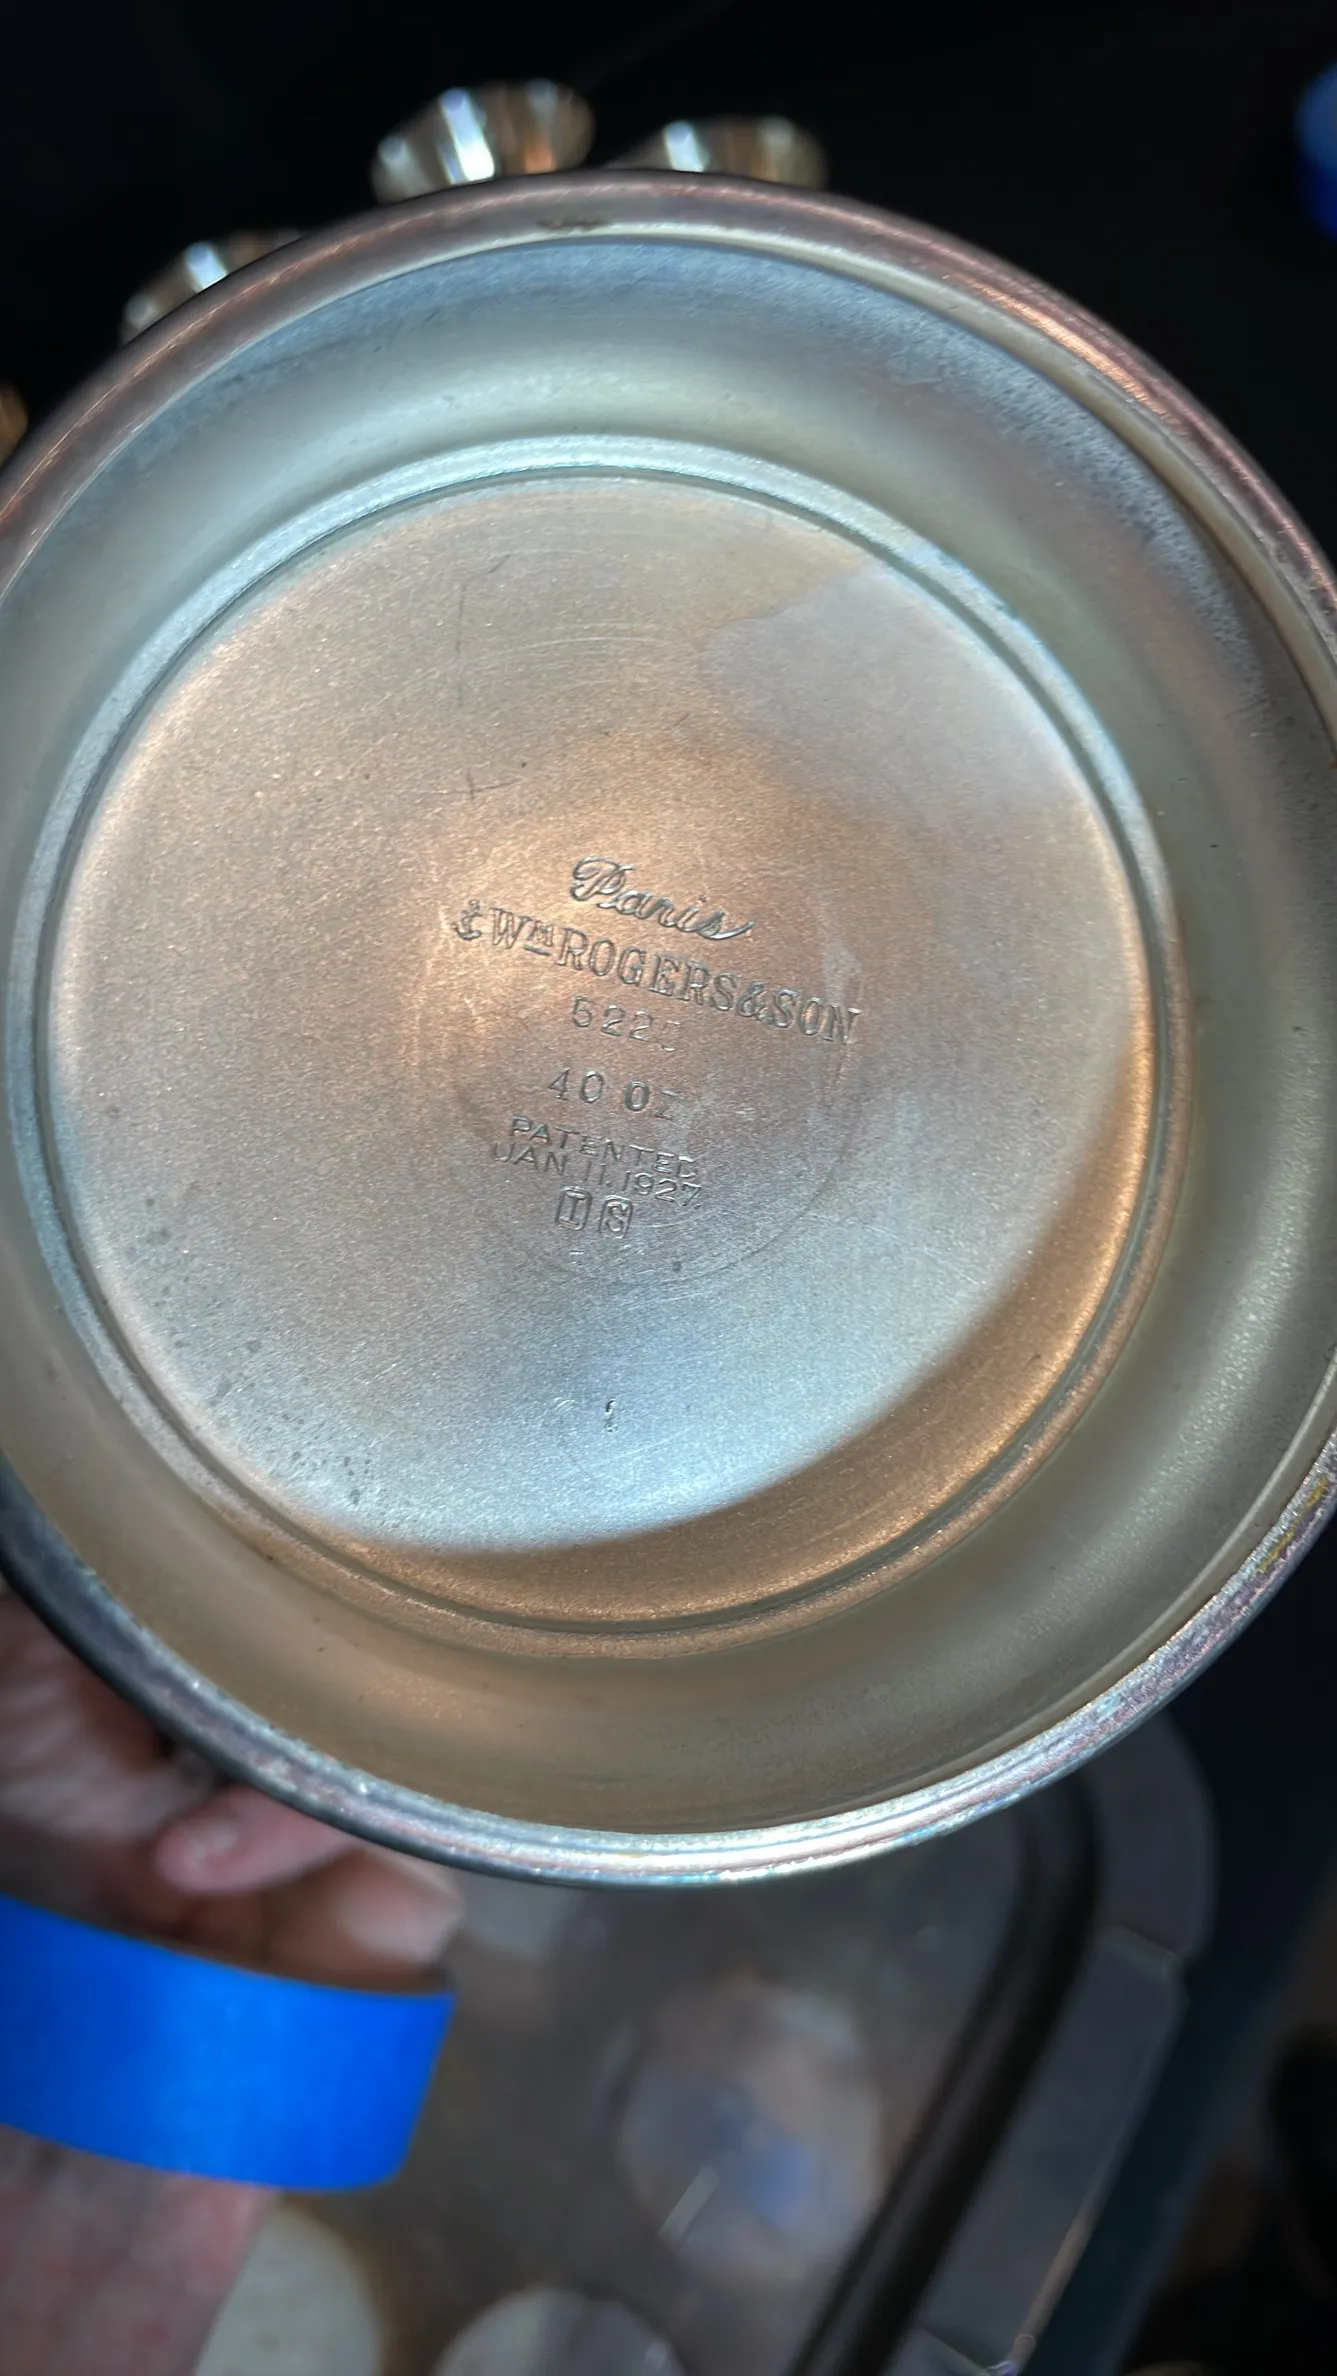 Paris
Wᴹ ROGERS&SON
40 OZ
PATENTED
JAN 11. 1927
I S